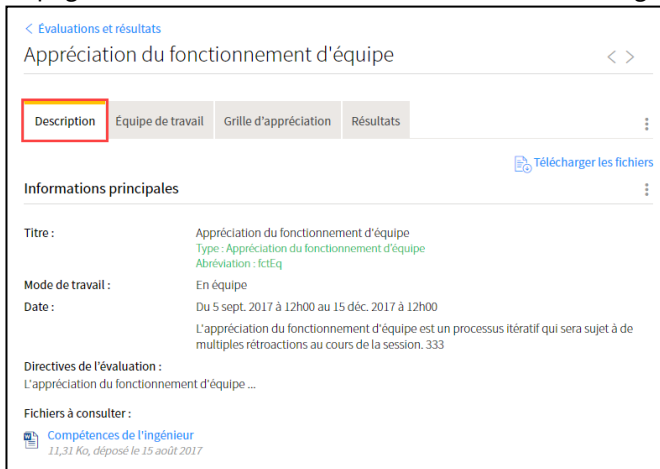 < Évaluations et résultats
Appréciation du fonctionnement d'équipe < >
Description Équipe de travail Grille d'appréciation Résultats
Télécharger les fichiers
Informations principales
Titre : Appréciation du fonctionnement d'équipe
Type : Appréciation du fonctionnement d'équipe
Abréviation : fctEq
Mode de travail : En équipe
Date : Du 5 sept. 2017 à 12h00 au 15 déc. 2017 à 12h00
L'appréciation du fonctionnement d'équipe est un processus itératif qui sera sujet à de
multiples rétroactions au cours de la session. 333
Directives de l'évaluation :
L'appréciation du fonctionnement d'équipe ...
Fichiers à consulter :
Compétences de l'ingénieur
11,31 Ko, déposé le 15 août 2017